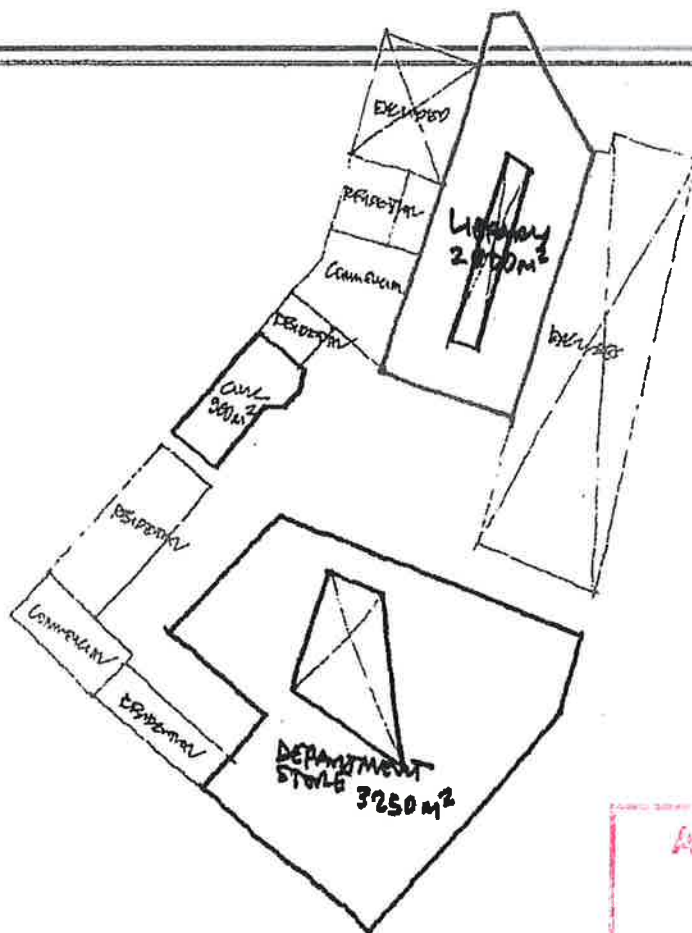 EXCLUDED
RESIDENTIAL
LIBRARY
2000m²
COMMERCIAL
RESIDENTIAL
EXCLUDED
CIVIC
900m²
RESIDENTIAL
COMMERCIAL
RESIDENTIAL
DEPARTMENT
STORE 3250m²